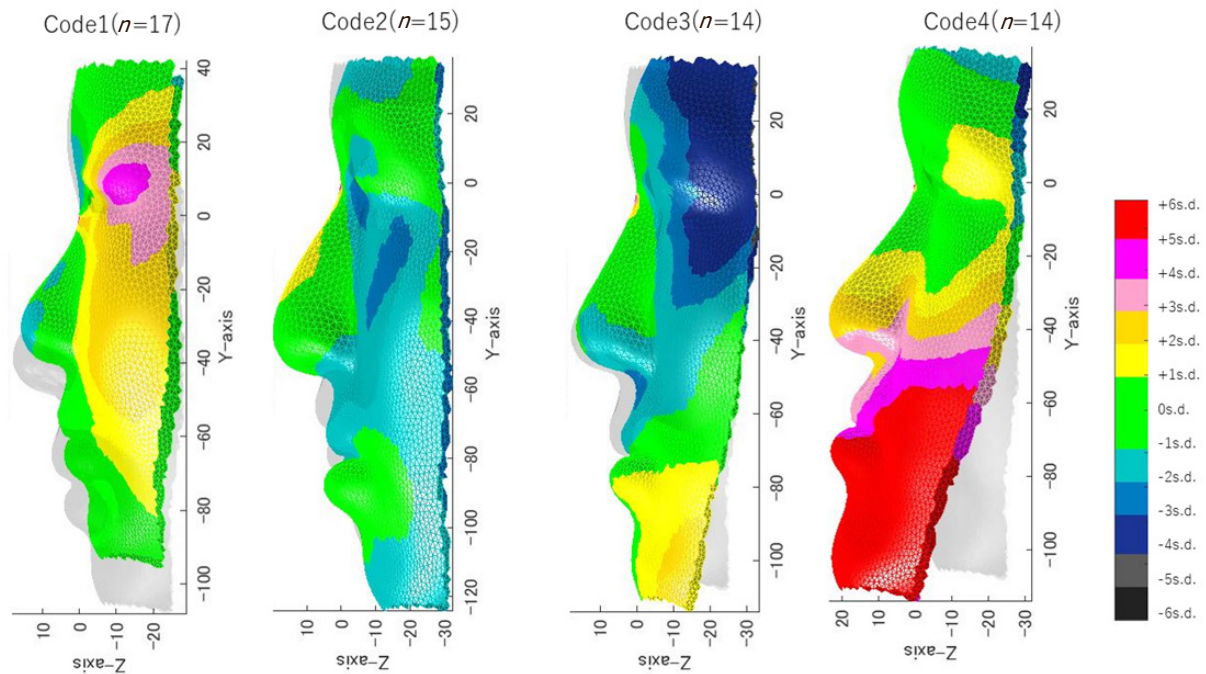 Code1(n=17)
Code2(n=15)
Code3(n=14)
Code4(n=14)
40
20
0
-20
-40
-60
-80
-100
10
0
-10
-20
Z-axis
20
0
-20
-40
-60
-80
-100
-120
Y-axis
10
0
-10
-20
-30
Z-axis
20
0
-20
-40
-60
-80
-100
Y-axis
10
0
-10
-20
-30
Z-axis
20
0
-20
-40
-60
-80
-100
Y-axis
20
10
0
-10
-20
-30
Z-axis
+6s.d.
+5s.d.
+4s.d.
+3s.d.
+2s.d.
+1s.d.
0s.d.
-1s.d.
-2s.d.
-3s.d.
-4s.d.
-5s.d.
-6s.d.